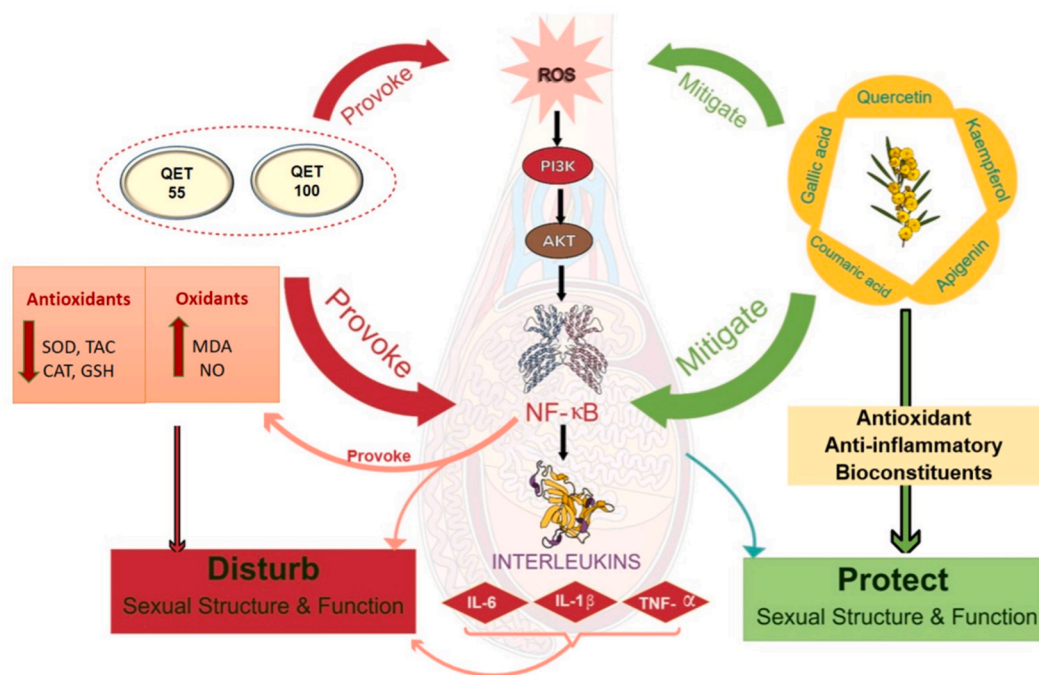 Provoke
ROS
Mitigate
QET
55
QET
100
PI3K
AKT
Quercetin
Gallic acid
Kaempferol
Coumaric acid
Apigenin
Antioxidants
SOD, TAC
CAT, GSH
Oxidants
MDA
NO
Provoke
Mitigate
NF-κB
Provoke
Antioxidant
Anti-inflammatory
Bioconstituents
INTERLEUKINS
Disturb
Sexual Structure & Function
IL-6
IL-1 β
TNF- α
Protect
Sexual Structure & Function